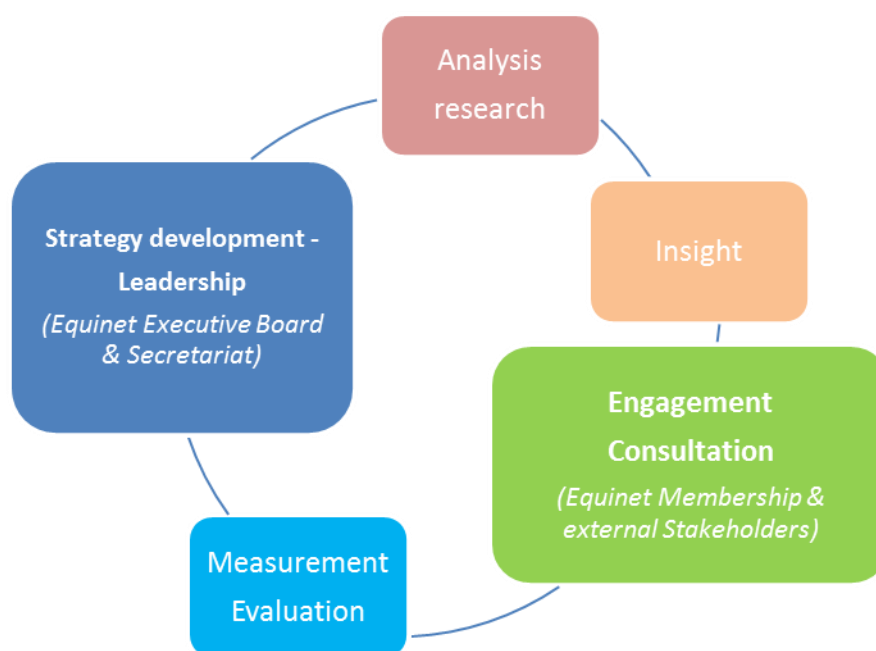 Analysis
research
Insight
Strategy development -
Leadership
(Equinet Executive Board
& Secretariat)
Engagement
Consultation
(Equinet Membership &
external Stakeholders)
Measurement
Evaluation